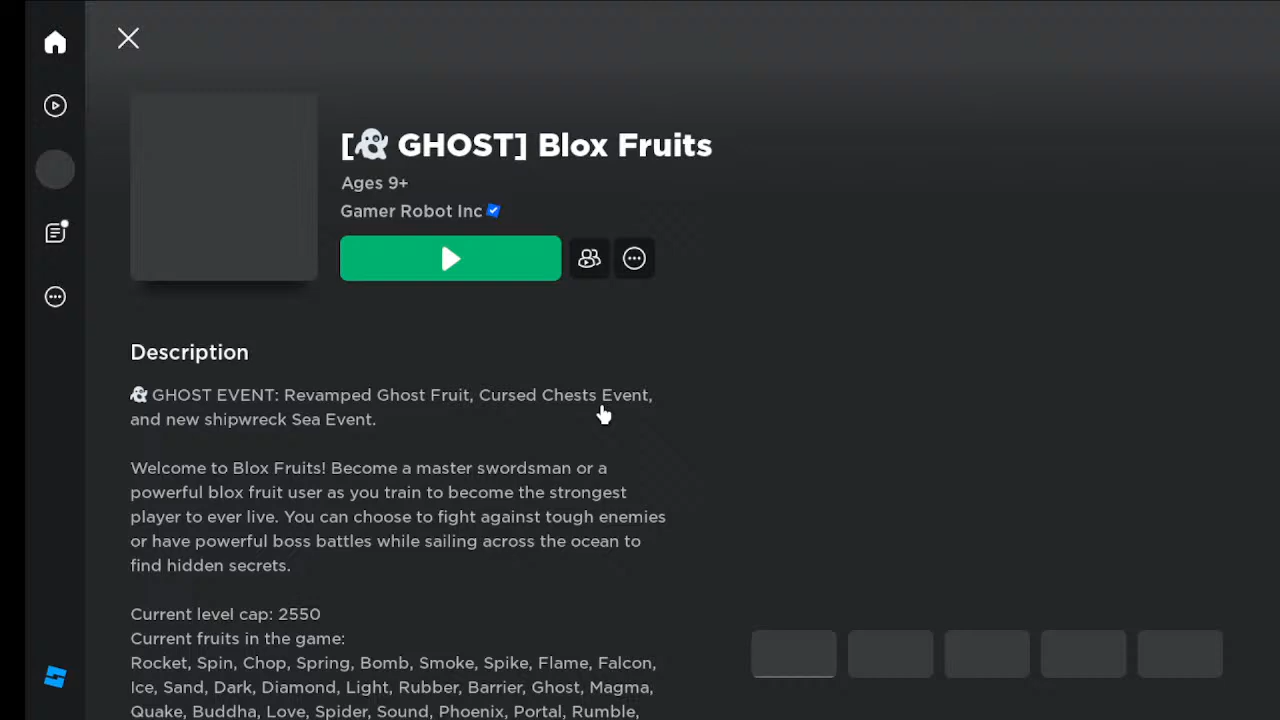 [👻 GHOST] Blox Fruits
Ages 9+
Gamer Robot Inc
Description
👻 GHOST EVENT: Revamped Ghost Fruit, Cursed Chests Event,
and new shipwreck Sea Event.
Welcome to Blox Fruits! Become a master swordsman or a
powerful blox fruit user as you train to become the strongest
player to ever live. You can choose to fight against tough enemies
or have powerful boss battles while sailing across the ocean to
find hidden secrets.
Current level cap: 2550
Current fruits in the game:
Rocket, Spin, Chop, Spring, Bomb, Smoke, Spike, Flame, Falcon,
Ice, Sand, Dark, Diamond, Light, Rubber, Barrier, Ghost, Magma,
Quake, Buddha, Love, Spider, Sound, Phoenix, Portal, Rumble,